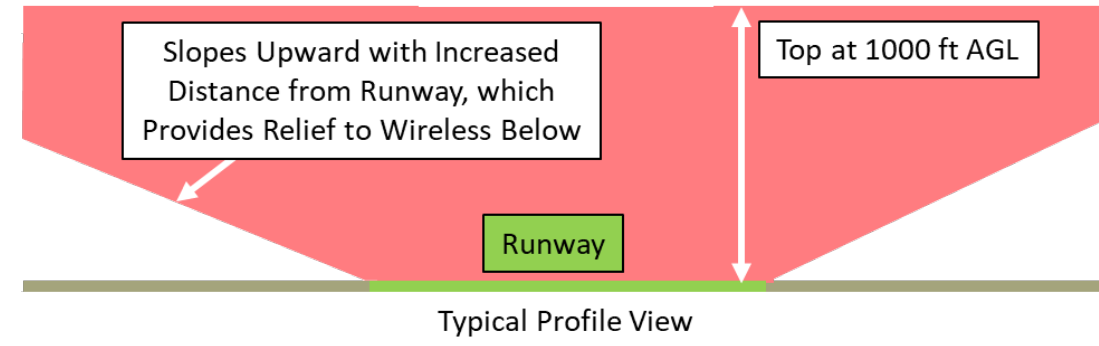 Slopes Upward with Increased
Distance from Runway, which
Provides Relief to Wireless Below
Top at 1000 ft AGL
Runway
Typical Profile View